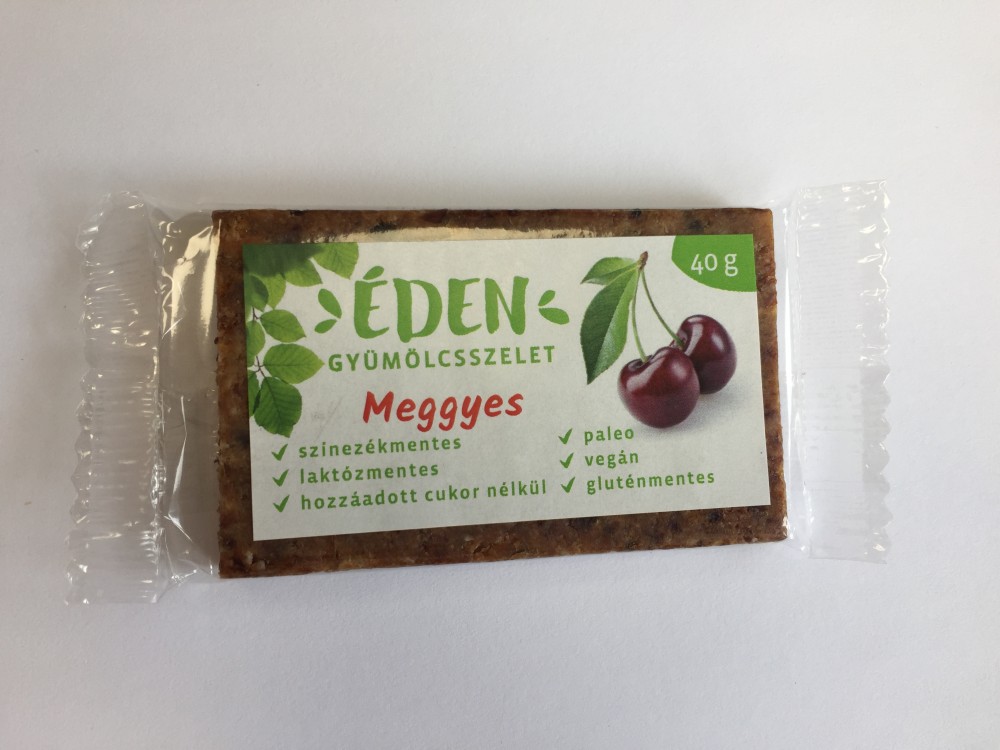 40 g
ÉDEN
GYÜMÖLCSSZELET
Meggyes
színezékmentes
laktózmentes
hozzáadott cukor nélkül
paleo
vegán
gluténmentes